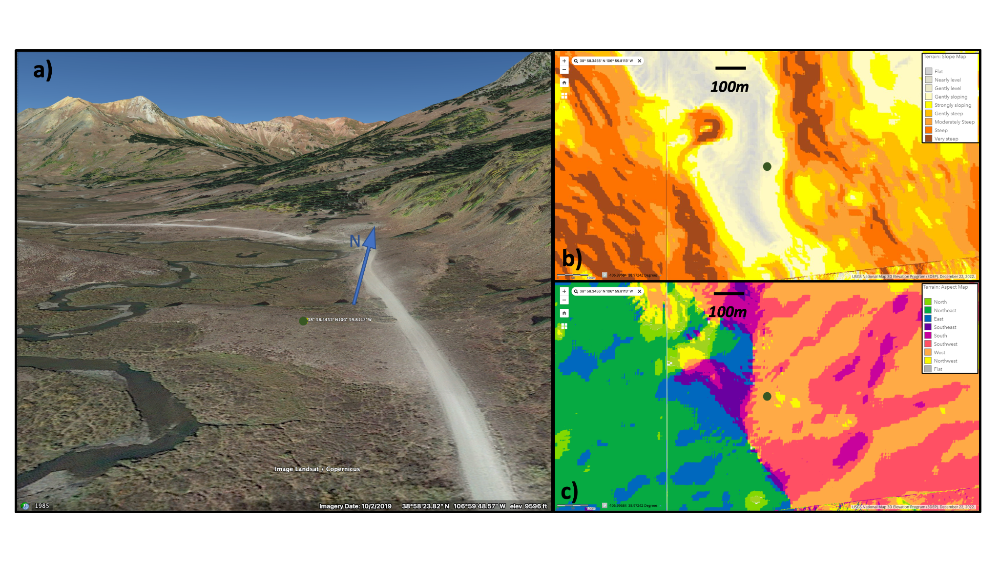 a)
N
38° 58.3455' N106° 59.8113' W
Image Landsat / Copernicus
1985
Imagery Date: 10/2/2019 38°58'23.82" N 106°59'48.57" W elev 9596 ft
+
38° 58.3455' N 106° 59.8113' W ✕
−
100m
Terrain: Slope Map
Flat
Nearly level
Gently level
Gently sloping
Strongly sloping
Gently steep
Moderately Steep
Steep
Very steep
b)
0 50 100m
-106.99684 38.97242 Degrees
USGS National Map 3D Elevation Program (3DEP). December 22, 2022.
+
38° 58.3455' N 106° 59.8113' W ✕
−
100m
Terrain: Aspect Map
North
Northeast
East
Southeast
South
Southwest
West
Northwest
Flat
c)
100m
-106.99684 38.97242 Degrees
USGS National Map 3D Elevation Program (3DEP). December 22, 2022.